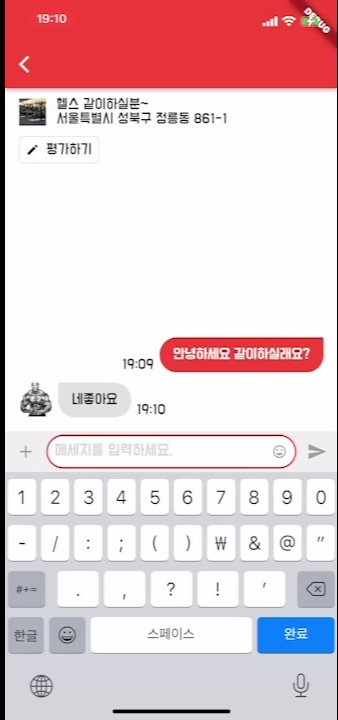 19:10
DEBUG
헬스 같이하실분~
서울특별시 성북구 정릉동 861-1
평가하기
19:09
안녕하세요 같이하실래요?
네좋아요
19:10
메세지를 입력하세요.
1 2 3 4 5 6 7 8 9 0
- / : ; ( ) ₩ & @ "
#+= . , ? ! ' 
한글 스페이스 완료